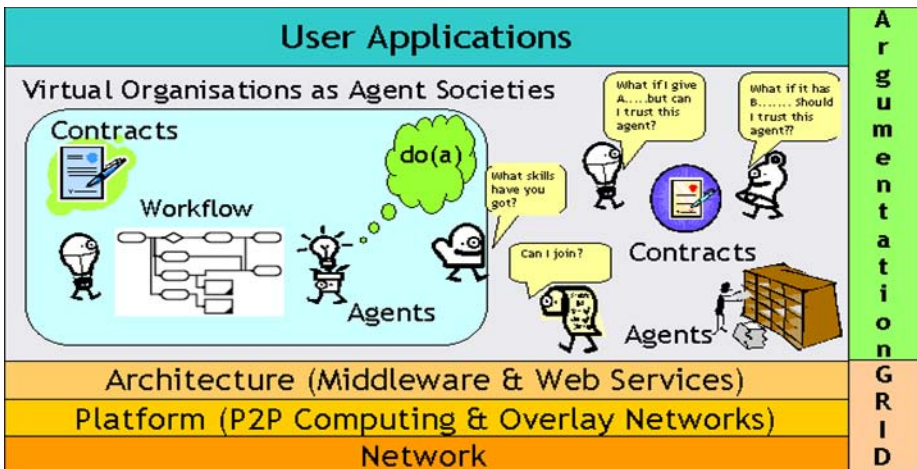 User Applications
Virtual Organisations as Agent Societies
Contracts
Workflow
do(a)
Agents
What skills
have you
got?
Can I join?
What if I give
A.....but can
I trust this
agent?
What if it has
B....... Should
I trust this
agent??
Contracts
Agents
Architecture (Middleware & Web Services)
Platform (P2P Computing & Overlay Networks)
Network
Argumentation
GRID